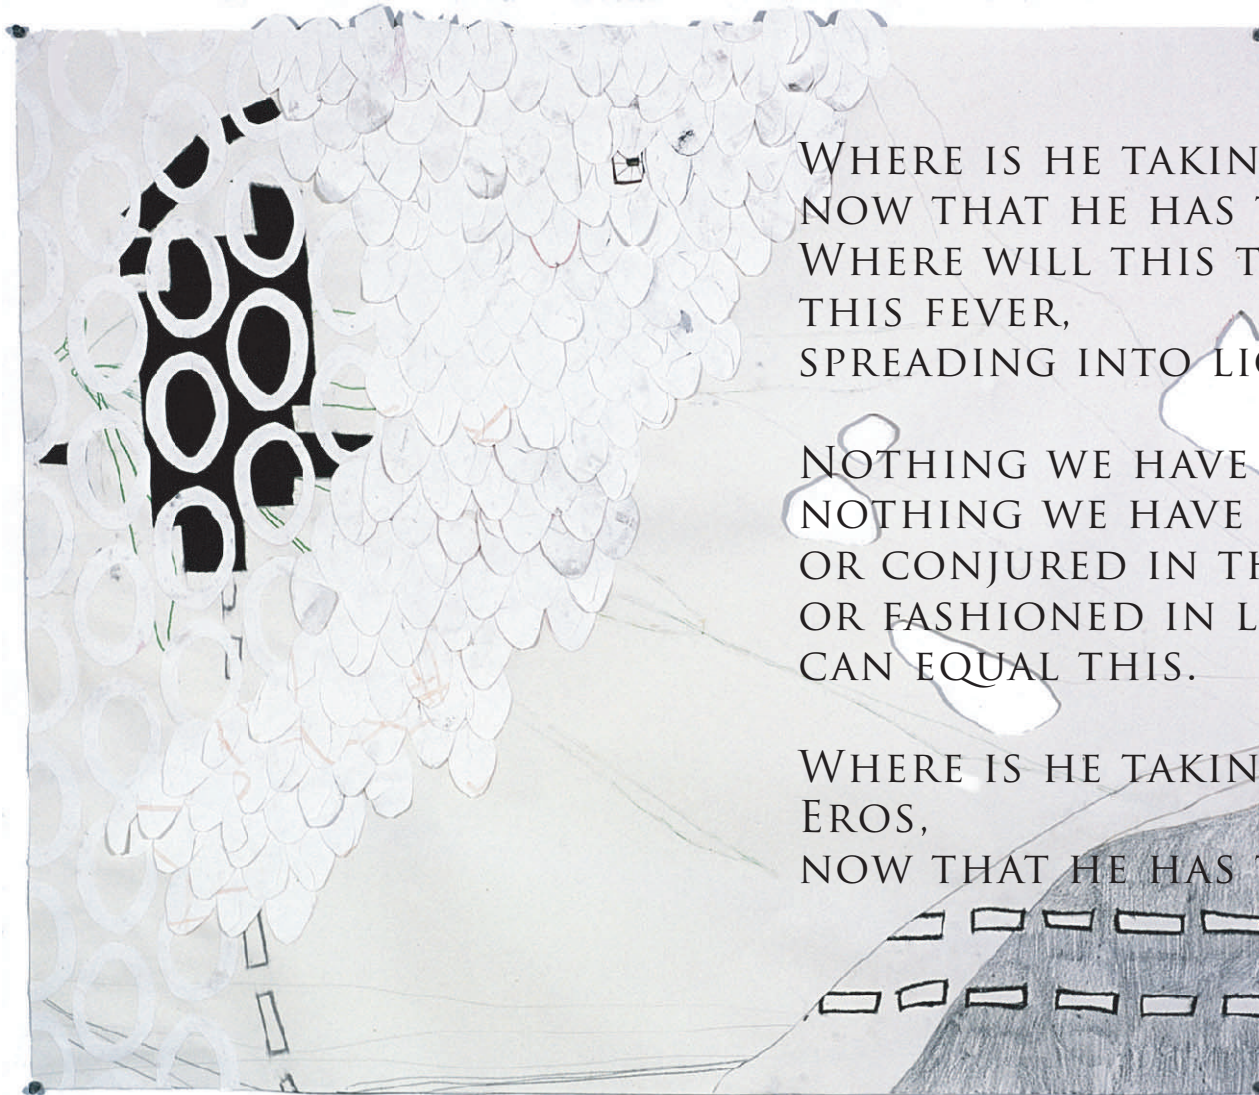 Where is he takin
now that he has
Where will this
this fever,
spreading into

Nothing we have
nothing we have
or conjured in
or fashioned in
can equal this.

Where is he takin
Eros,
now that he has